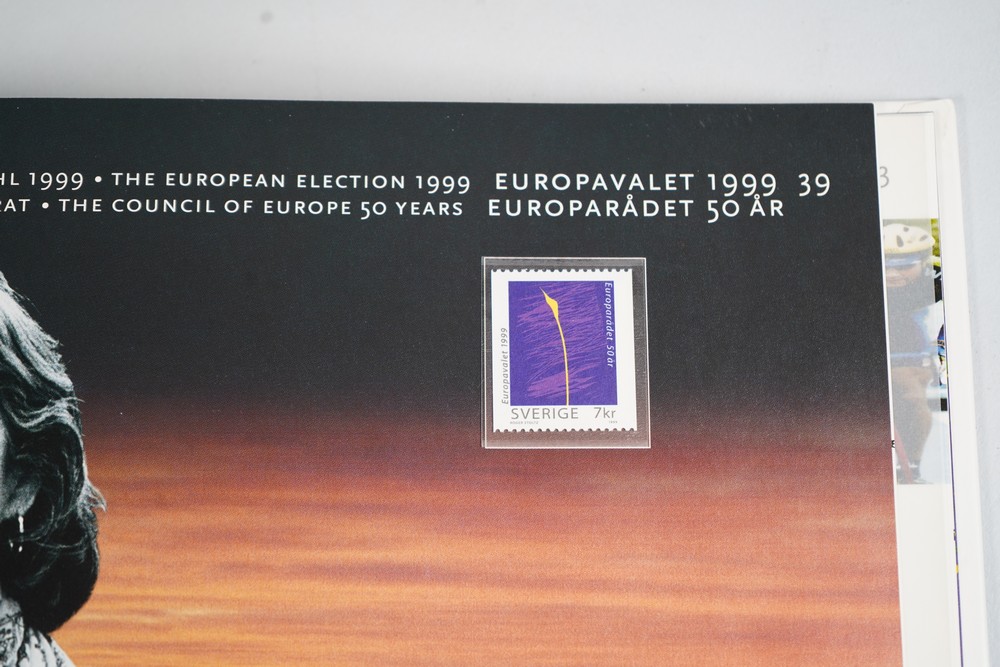 HL 1999 • THE EUROPEAN ELECTION 1999 EUROPAVALET 1999 39
RAT • THE COUNCIL OF EUROPE 50 YEARS EUROPARÅDET 50 ÅR
Europavalet 1999
Europarådet 50 år
SVERIGE 7kr